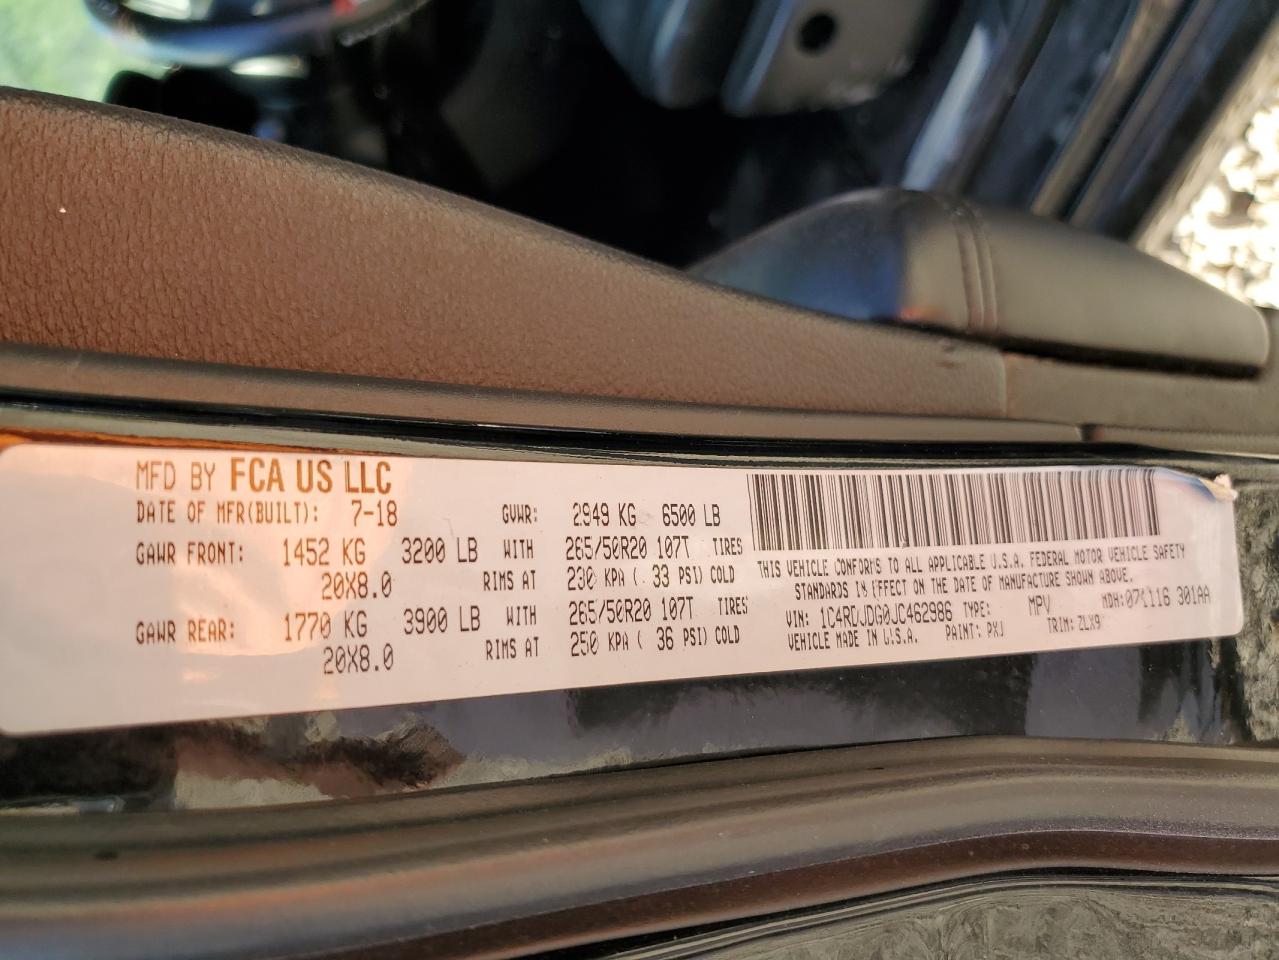 MFD BY FCA US LLC
DATE OF MFR(BUILT): 7-18 GVWR: 2949 KG 6500 LB
GAWR FRONT: 1452 KG 3200 LB WITH 265/50R20 107T TIRES
20X8.0 RIMS AT 230 KPA ( 33 PSI) COLD
GAWR REAR: 1770 KG 3900 LB WITH 265/50R20 107T TIRES
20X8.0 RIMS AT 250 KPA ( 36 PSI) COLD
THIS VEHICLE CONFORMS TO ALL APPLICABLE U.S.A. FEDERAL MOTOR VEHICLE SAFETY
STANDARDS IN EFFECT ON THE DATE OF MANUFACTURE SHOWN ABOVE.
VIN: 1C4RDJDG0JC462986 TYPE: MPV MDH: 301AA
VEHICLE MADE IN U.S.A. PAINT: PXJ TRIM: ZLX9